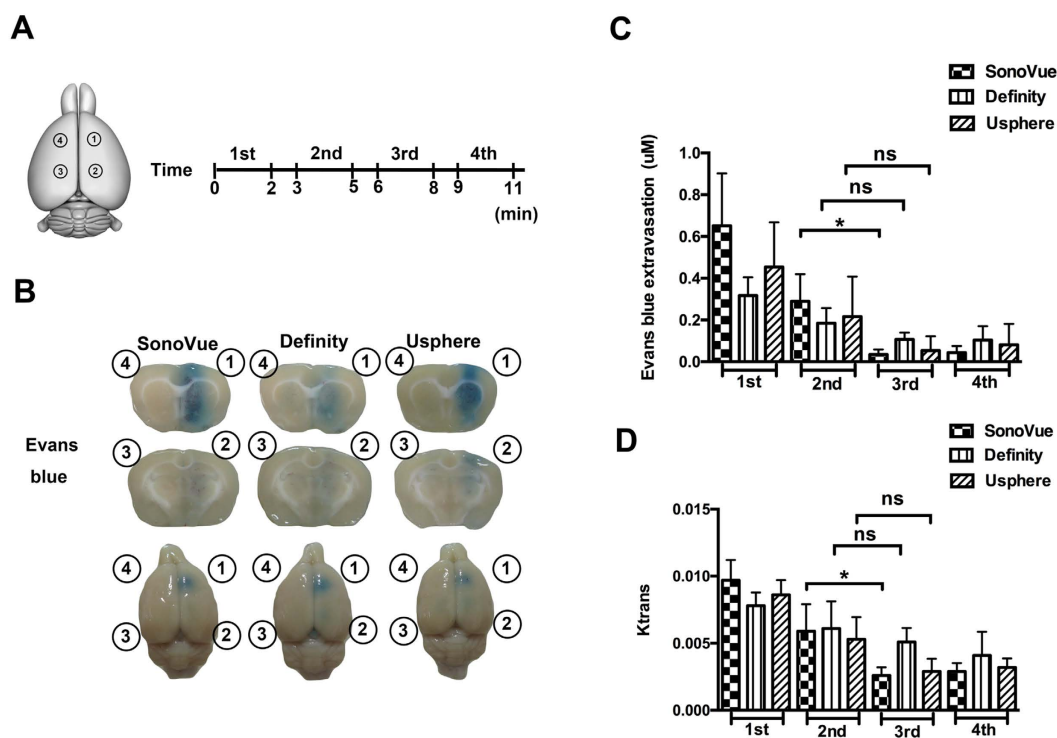 A
4 1
3 2
Time
1st 2nd 3rd 4th
0 2 3 5 6 8 9 11
(min)
B
SonoVue Definity Usphere
4 1 4 1 4 1
3 2 3 2 3 2
Evans
blue
4 1 4 1 4 1
3 2 3 2 3 2
C
SonoVue
Definity
Usphere
Evans blue extravasation (uM)
1.0
0.8
0.6
0.4
0.2
0.0
ns
ns
*
1st 2nd 3rd 4th
D
SonoVue
Definity
Usphere
Ktrans
0.015
0.010
0.005
0.000
ns
ns
*
1st 2nd 3rd 4th